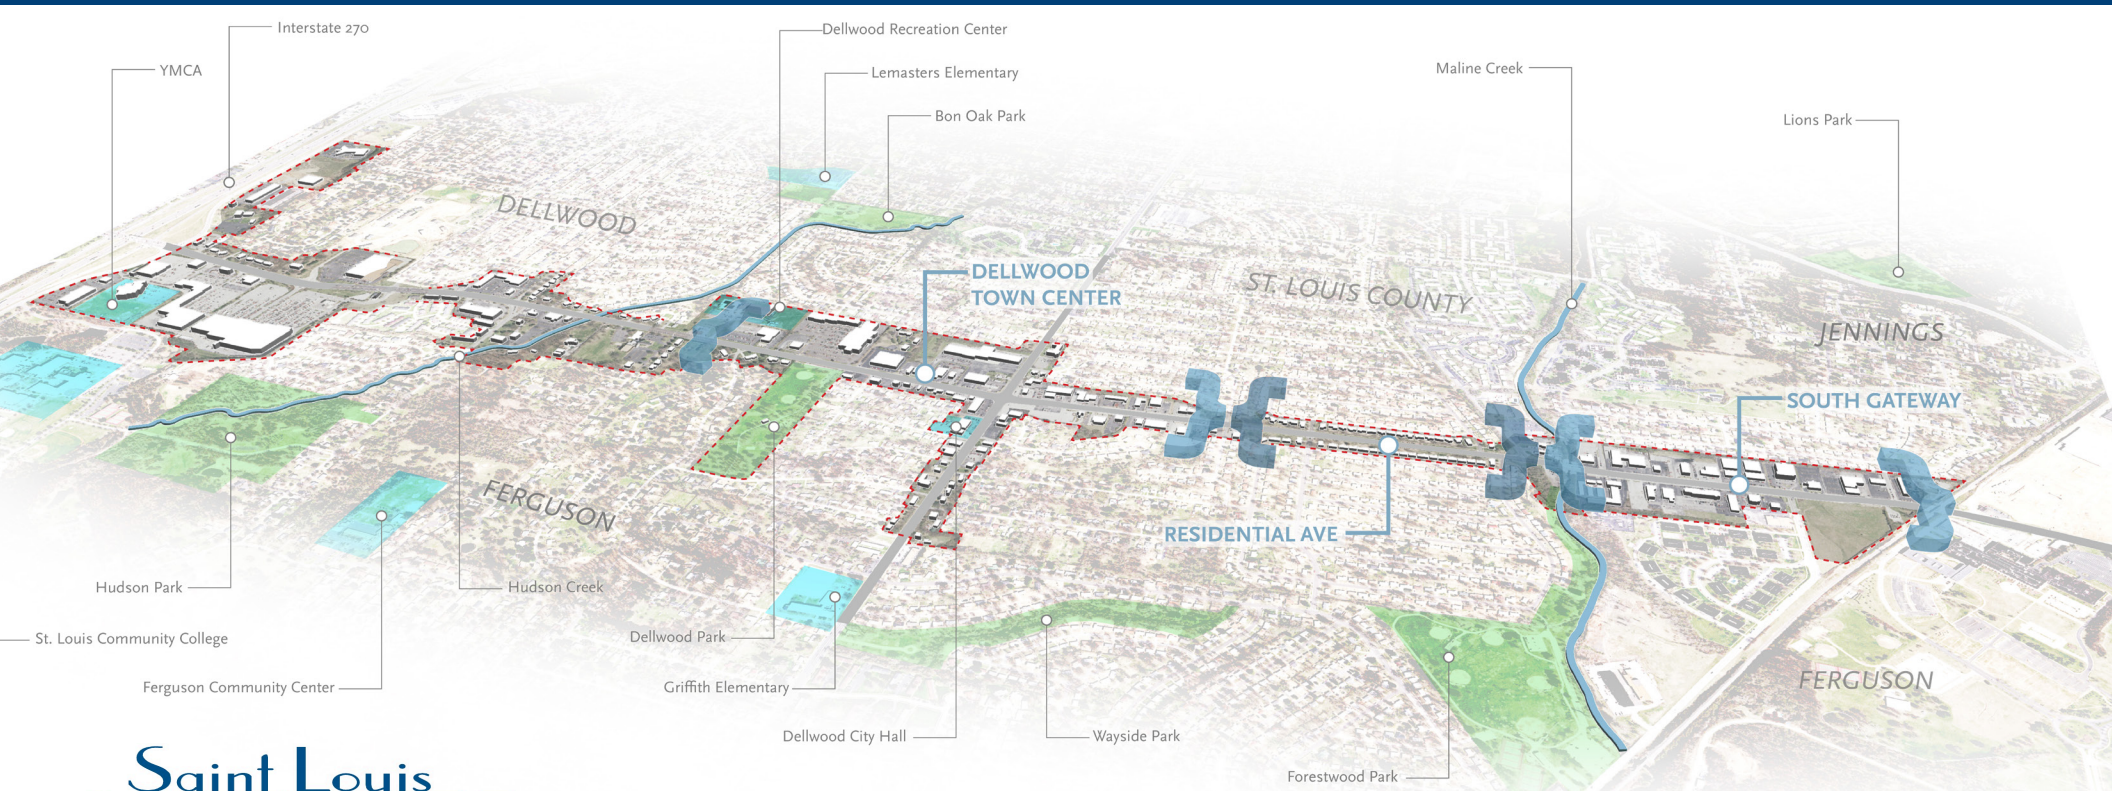 Interstate 270
Dellwood Recreation Center
YMCA
Lemasters Elementary
Maline Creek
Bon Oak Park
Lions Park
DELLWOOD
DELLWOOD
TOWN CENTER
ST. LOUIS COUNTY
JENNINGS
SOUTH GATEWAY
FERGUSON
RESIDENTIAL AVE
Hudson Park
Hudson Creek
St. Louis Community College
Dellwood Park
Ferguson Community Center
Griffith Elementary
FERGUSON
Dellwood City Hall
Wayside Park
Forestwood Park
Saint Louis